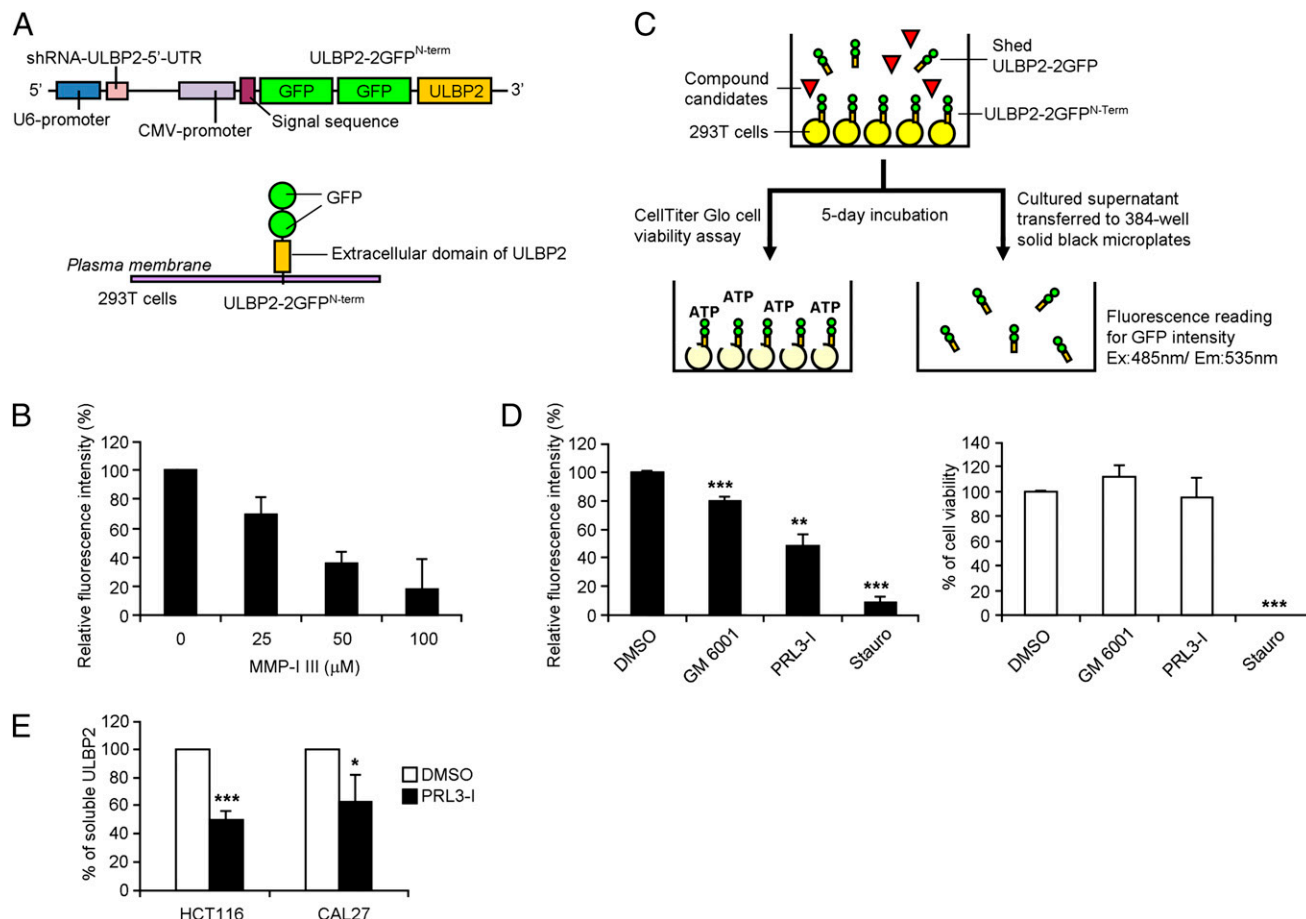 A
shRNA-ULBP2-5'-UTR
ULBP2-2GFP^N-term
5'
GFP
GFP
ULBP2
3'
U6-promoter
CMV-promoter
Signal sequence
GFP
Extracellular domain of ULBP2
Plasma membrane
293T cells
ULBP2-2GFP^N-term
C
Compound
candidates
293T cells
Shed
ULBP2-2GFP
ULBP2-2GFP^N-Term
CellTiter Glo cell
viability assay
5-day incubation
Cultured supernatant
transferred to 384-well
solid black microplates
ATP
ATP
ATP
ATP
Fluorescence reading
for GFP intensity
Ex:485nm/ Em:535nm
B
Relative fluorescence intensity (%)
120
100
80
60
40
20
0
0 25 50 100
MMP-I III (μM)
D
Relative fluorescence intensity (%)
120
100
80
60
40
20
0
***
**
***
DMSO
GM 6001
PRL3-I
Stauro
% of cell viability
140
120
100
80
60
40
20
0
***
DMSO
GM 6001
PRL3-I
Stauro
E
% of soluble ULBP2
120
100
80
60
40
20
0
***
*
DMSO
PRL3-I
HCT116 CAL27